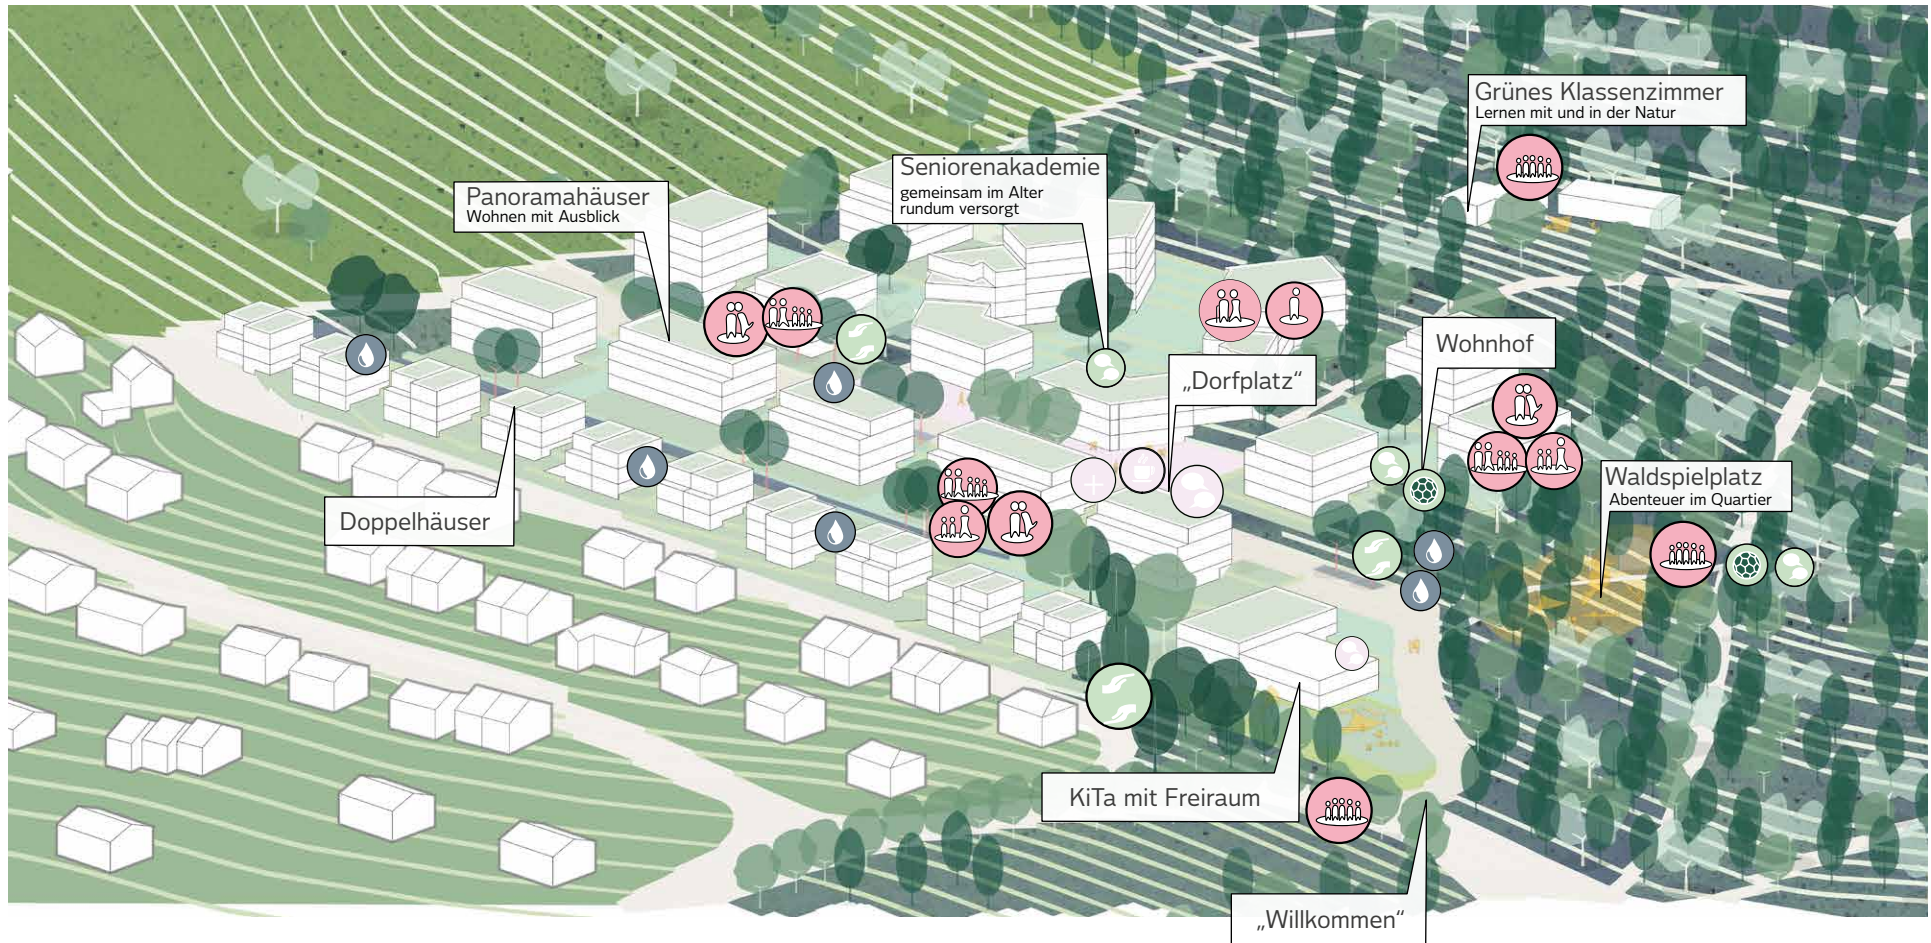 Grünes Klassenzimmer
Lernen mit und in der Natur
Seniorenakademie
gemeinsam im Alter
rundum versorgt
Panoramahäuser
Wohnen mit Ausblick
Wohnhof
„Dorfplatz“
Waldspielplatz
Abenteuer im Quartier
Doppelhäuser
KiTa mit Freiraum
„Willkommen“